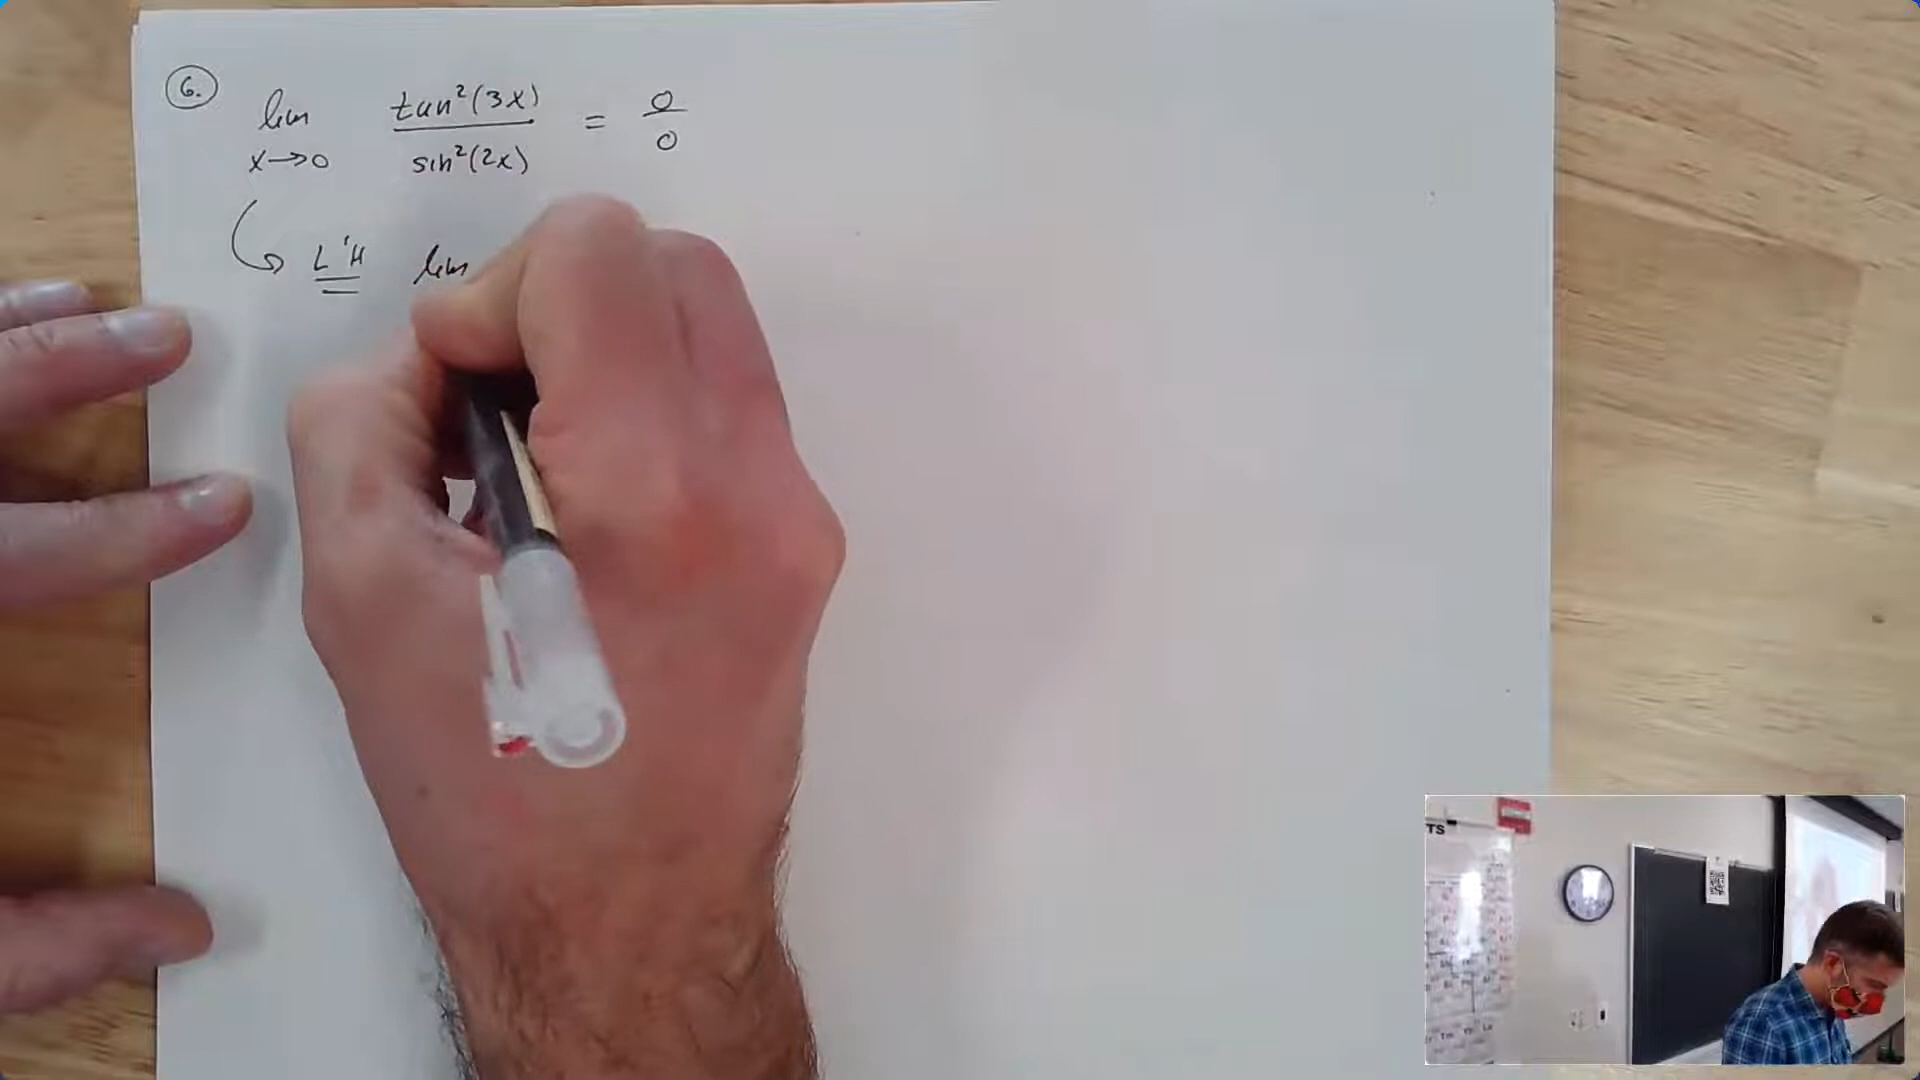 6. lim tan²(3x) = 0
x→0 sin²(2x) 0
L'H lim
TS